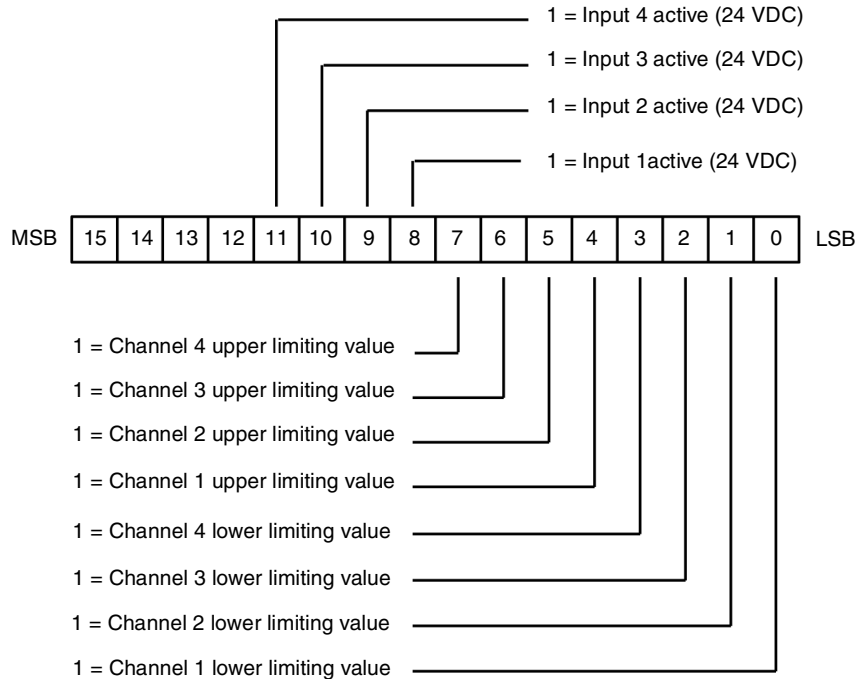 1 = Input 4 active (24 VDC)
1 = Input 3 active (24 VDC)
1 = Input 2 active (24 VDC)
1 = Input 1active (24 VDC)
MSB 15 14 13 12 11 10 9 8 7 6 5 4 3 2 1 0 LSB
1 = Channel 4 upper limiting value
1 = Channel 3 upper limiting value
1 = Channel 2 upper limiting value
1 = Channel 1 upper limiting value
1 = Channel 4 lower limiting value
1 = Channel 3 lower limiting value
1 = Channel 2 lower limiting value
1 = Channel 1 lower limiting value